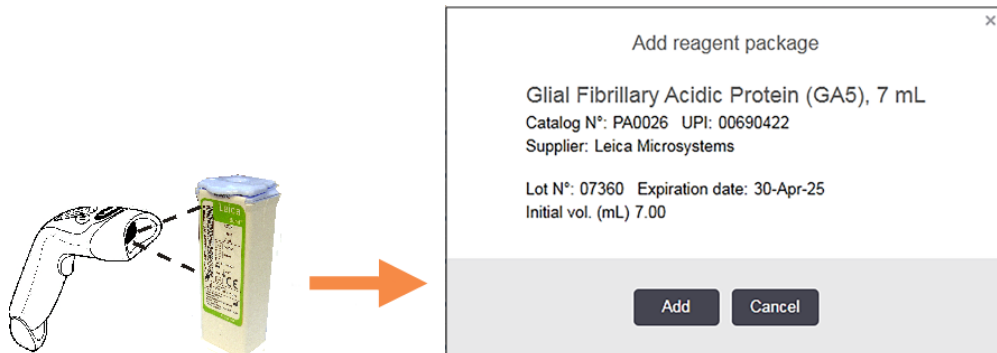 Leica
Add reagent package
Glial Fibrillary Acidic Protein (GA5), 7 mL
Catalog N°: PA0026 UPI: 00690422
Supplier: Leica Microsystems
Lot N°: 07360 Expiration date: 30-Apr-25
Initial vol. (mL) 7.00
Add
Cancel